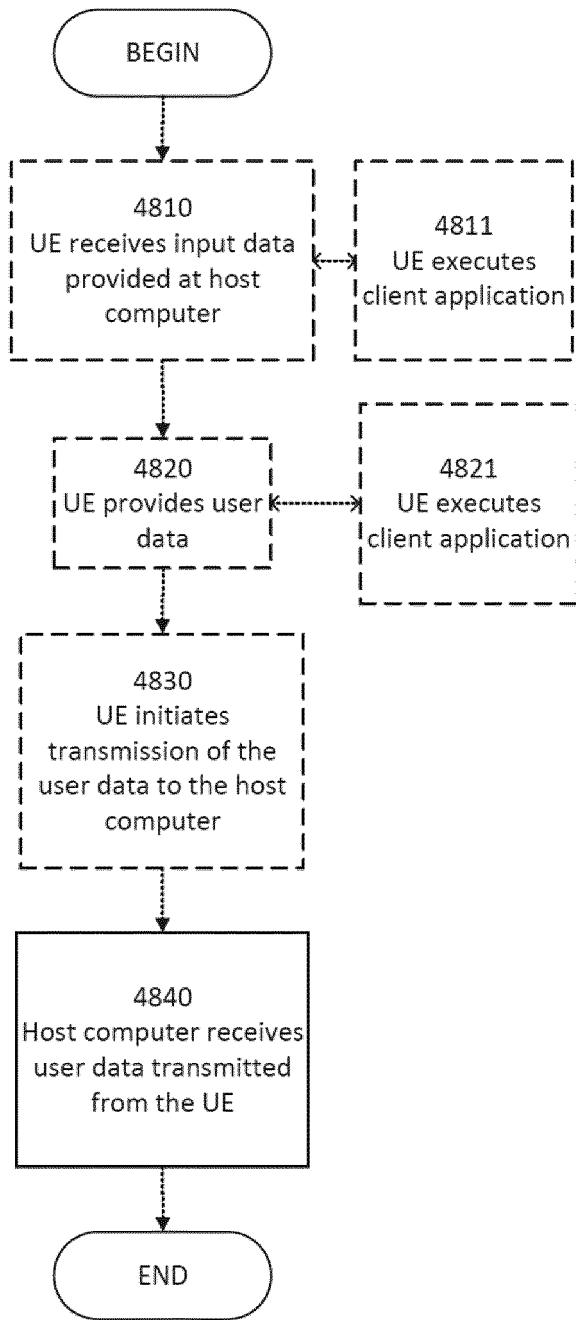 BEGIN
4810
UE receives input data
provided at host
computer
4811
UE executes
client application
4820
UE provides user
data
4821
UE executes
client application
4830
UE initiates
transmission of the
user data to the host
computer
4840
Host computer receives
user data transmitted
from the UE
END